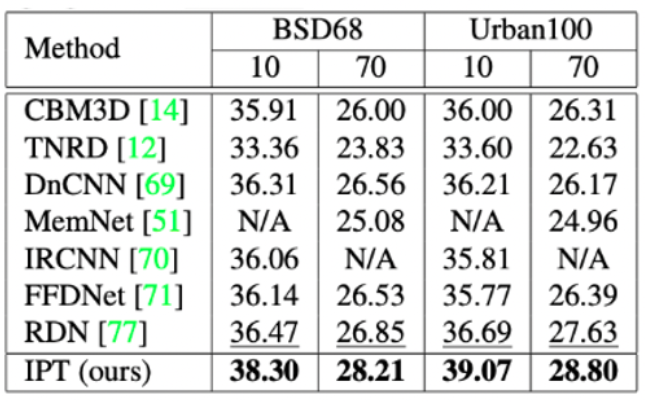 Method BSD68 Urban100
10 70 10 70
CBM3D [14] 35.91 26.00 36.00 26.31
TNRD [12] 33.36 23.83 33.60 22.63
DnCNN [69] 36.31 26.56 36.21 26.17
MemNet [51] N/A 25.08 N/A 24.96
IRCNN [70] 36.06 N/A 35.81 N/A
FFDNet [71] 36.14 26.53 35.77 26.39
RDN [77] 36.47 26.85 36.69 27.63
IPT (ours) 38.30 28.21 39.07 28.80